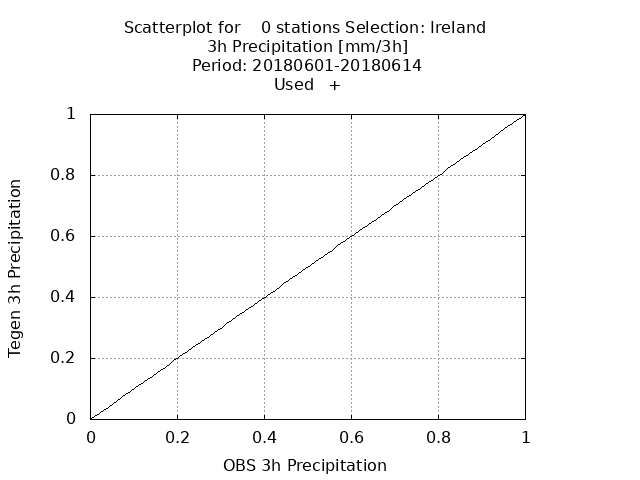 Scatterplot for    0 stations Selection: Ireland
3h Precipitation [mm/3h]
Period: 20180601-20180614
Used   +
1
0.8
0.6
0.4
0.2
0
Tegen 3h Precipitation
0 0.2 0.4 0.6 0.8 1
OBS 3h Precipitation